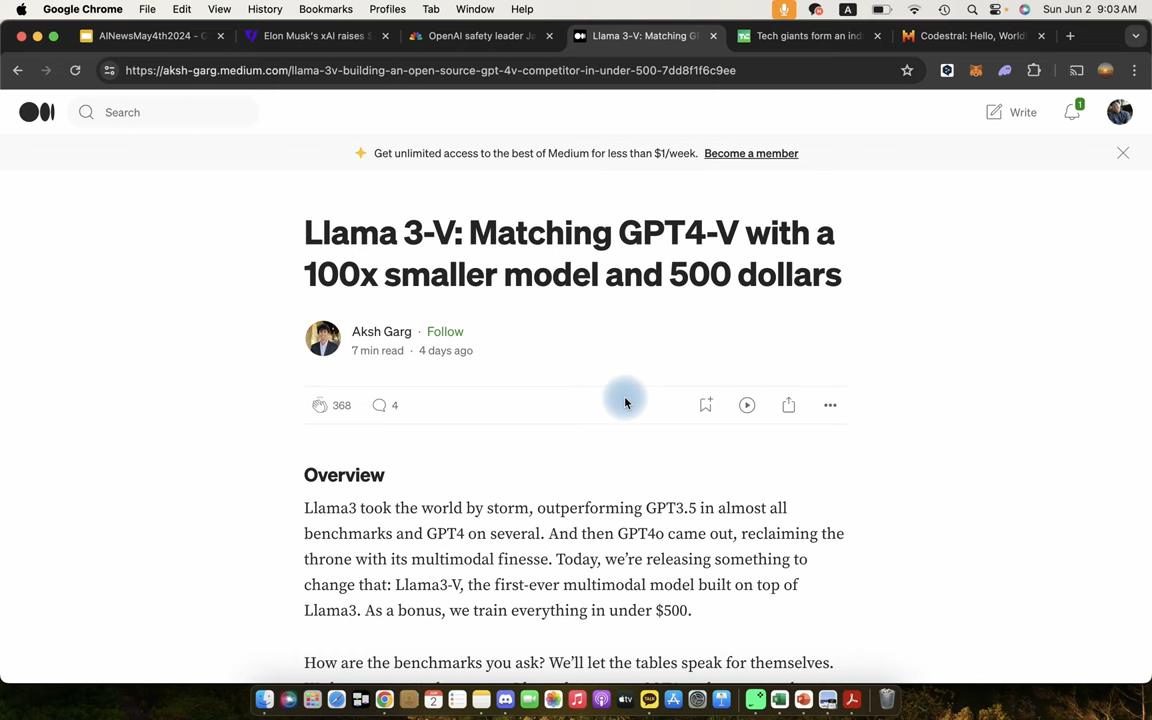 Google Chrome File Edit View History Bookmarks Profiles Tab Window Help A Sun Jun 2 9:03 AM
AINewsMay4th2024 - G
Elon Musk's xAI raises
OpenAI safety leader Ja
Llama 3-V: Matching G
Tech giants form an ind
Codestral: Hello, World
https://aksh-garg.medium.com/llama-3v-building-an-open-source-gpt-4v-competitor-in-under-500-7dd8f1f6c9ee
Search
Write
1
Get unlimited access to the best of Medium for less than $1/week. Become a member
Llama 3-V: Matching GPT4-V with a
100x smaller model and 500 dollars
Aksh Garg · Follow
7 min read · 4 days ago
368 4
Overview
Llama3 took the world by storm, outperforming GPT3.5 in almost all
benchmarks and GPT4 on several. And then GPT4o came out, reclaiming the
throne with its multimodal finesse. Today, we're releasing something to
change that: Llama3-V, the first-ever multimodal model built on top of
Llama3. As a bonus, we train everything in under $500.
How are the benchmarks you ask? We'll let the tables speak for themselves.